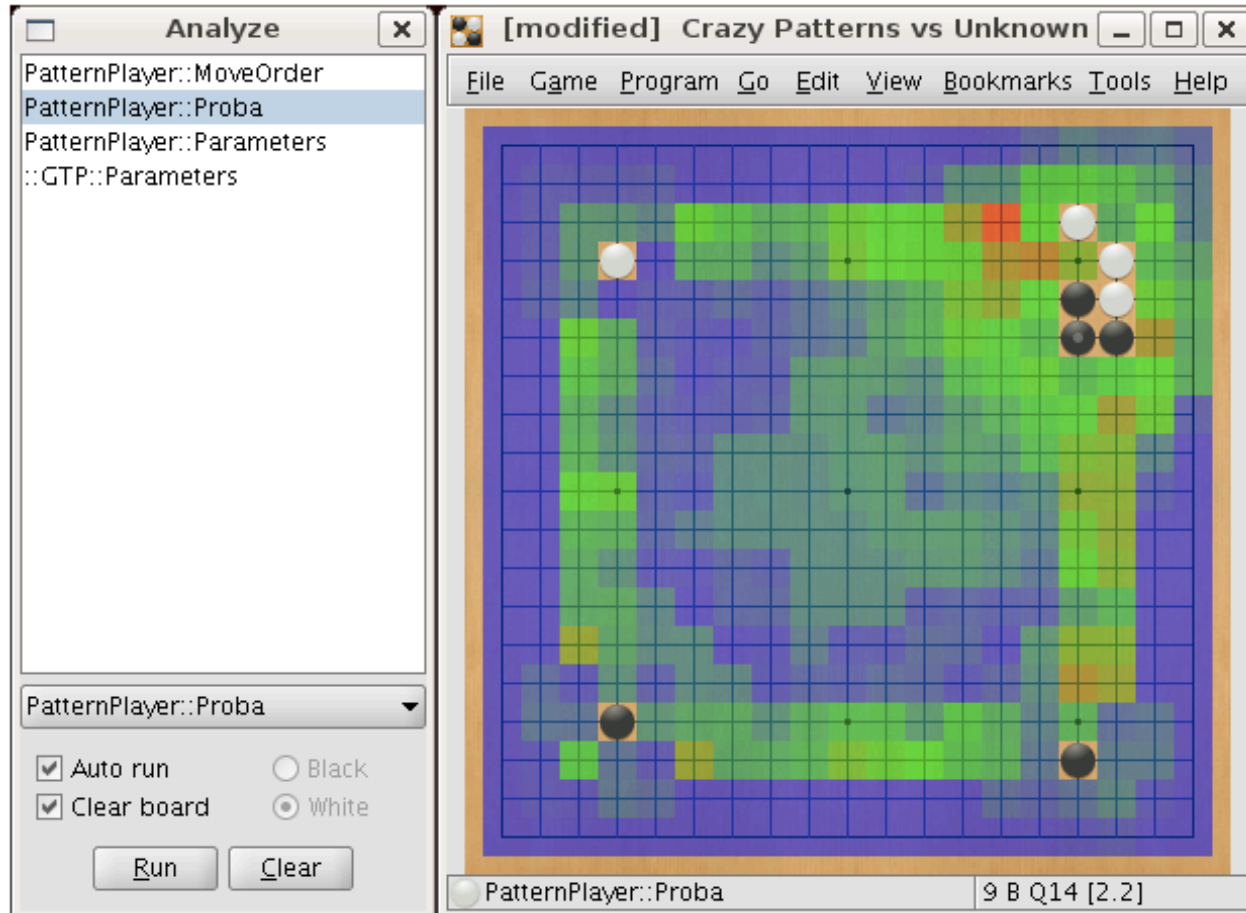 Analyze
PatternPlayer::MoveOrder
PatternPlayer::Proba
PatternPlayer::Parameters
::GTP::Parameters
PatternPlayer::Proba
Auto run
Black
Clear board
White
Run
Clear
[modified] Crazy Patterns vs Unknown
File Game Program Go Edit View Bookmarks Tools Help
PatternPlayer::Proba
9 B Q14 [2.2]